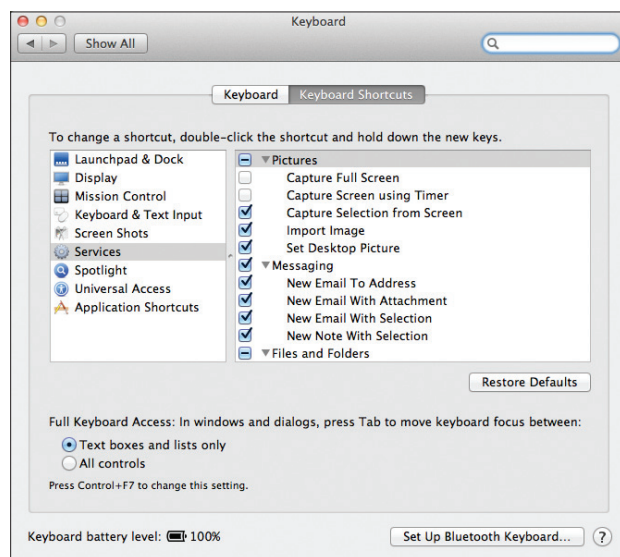 Keyboard
Show All
Keyboard Keyboard Shortcuts
To change a shortcut, double-click the shortcut and hold down the new keys.
Launchpad & Dock
Display
Mission Control
Keyboard & Text Input
Screen Shots
Services
Spotlight
Universal Access
Application Shortcuts
Pictures
Capture Full Screen
Capture Screen using Timer
Capture Selection from Screen
Import Image
Set Desktop Picture
Messaging
New Email To Address
New Email With Attachment
New Email With Selection
New Note With Selection
Files and Folders
Restore Defaults
Full Keyboard Access: In windows and dialogs, press Tab to move keyboard focus between:
Text boxes and lists only
All controls
Press Control+F7 to change this setting.
Keyboard battery level: 100% Set Up Bluetooth Keyboard... ?